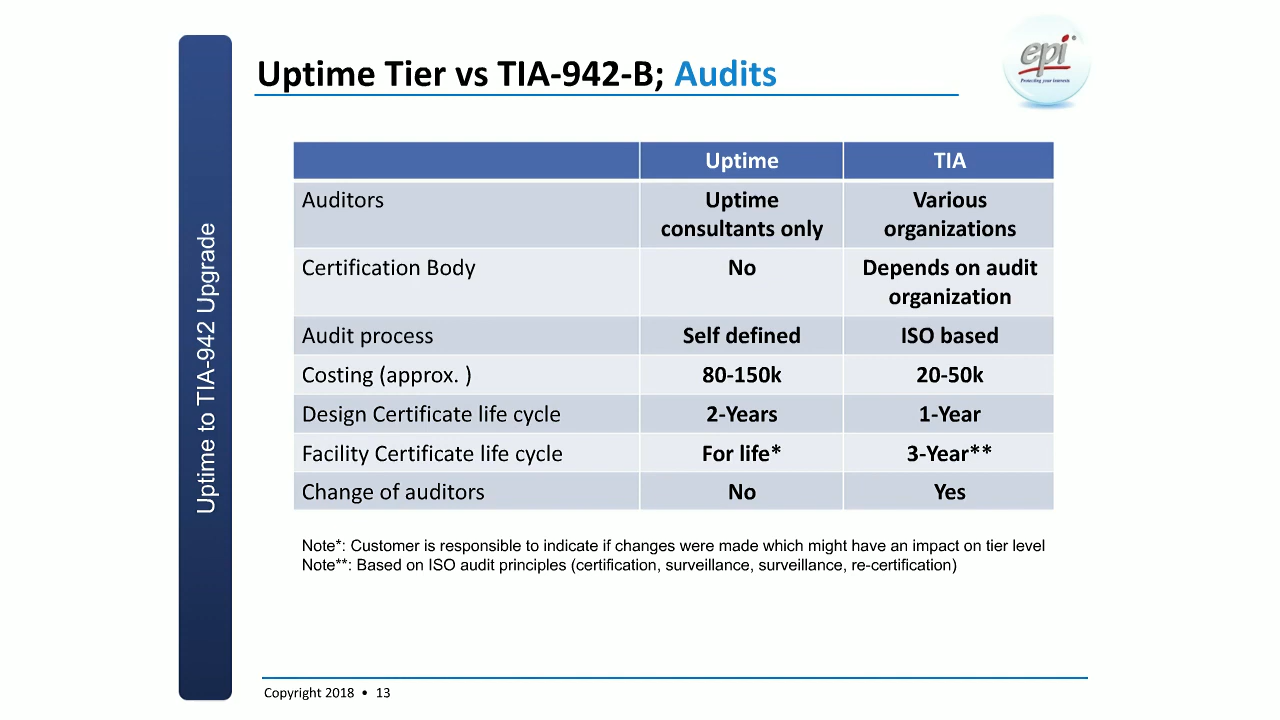 Uptime Tier vs TIA-942-B; Audits
epi®
Protecting your interests
Uptime to TIA-942 Upgrade
Uptime TIA
Auditors Uptime consultants only Various organizations
Certification Body No Depends on audit organization
Audit process Self defined ISO based
Costing (approx. ) 80-150k 20-50k
Design Certificate life cycle 2-Years 1-Year
Facility Certificate life cycle For life* 3-Year**
Change of auditors No Yes
Note*: Customer is responsible to indicate if changes were made which might have an impact on tier level
Note**: Based on ISO audit principles (certification, surveillance, surveillance, re-certification)
Copyright 2018 • 13